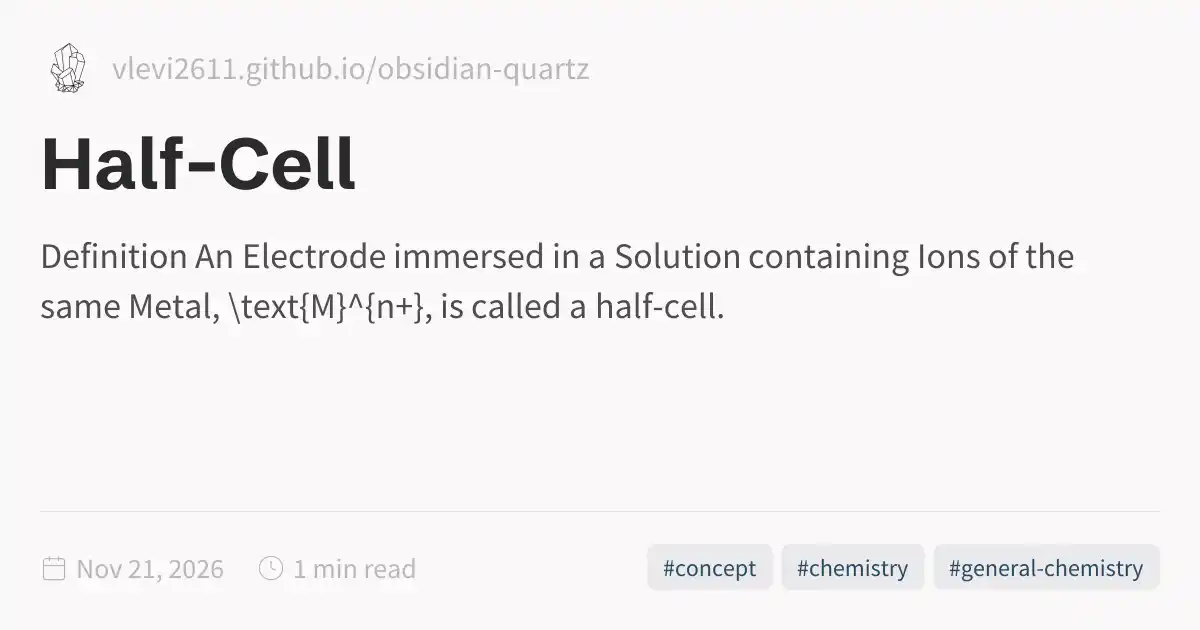 vlevi2611.github.io/obsidian-quartz
Half-Cell
Definition An Electrode immersed in a Solution containing Ions of the
same Metal, \text{M}^{n+}, is called a half-cell.
Nov 21, 2026 1 min read #concept #chemistry #general-chemistry